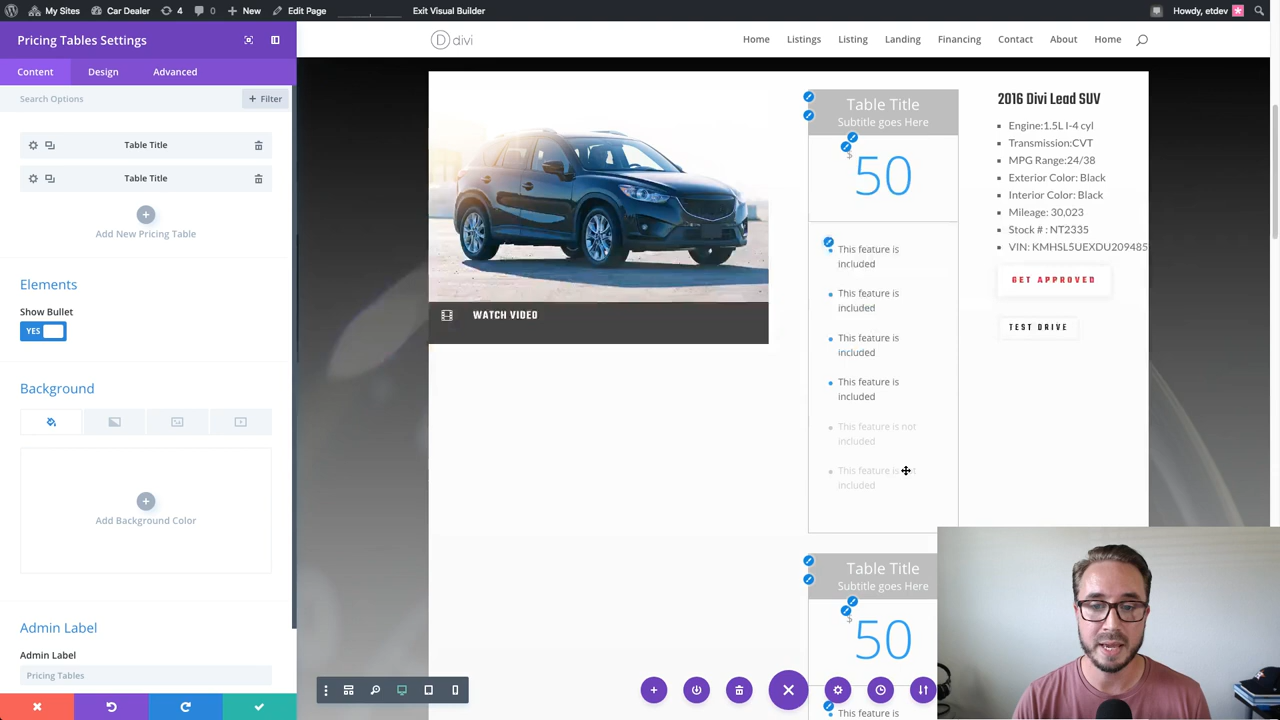 My Sites
4
0
New
Edit Page
Exit Visual Builder
Howdy, etdev
Pricing Tables Settings
Content
Design
Advanced
Search Options
+ Filter
Table Title
Table Title
Add New Pricing Table
Elements
Show Bullet
YES
Background
Add Background Color
Admin Label
Admin Label
Pricing Tables
D divi
Home
Listings
Listing
Landing
Financing
Contact
About
Home
WATCH VIDEO
Table Title
Subtitle goes Here
$
50
This feature is
included
This feature is
included
This feature is
included
This feature is
included
This feature is not
included
This feature is not
included
Table Title
Subtitle goes Here
$
50
This feature is
2016 Divi Lead SUV
Engine:1.5L I-4 cyl
Transmission:CVT
MPG Range:24/38
Exterior Color: Black
Interior Color: Black
Mileage: 30,023
Stock # : NT2335
VIN: KMHSL5UEXDU209485
GET APPROVED
TEST DRIVE